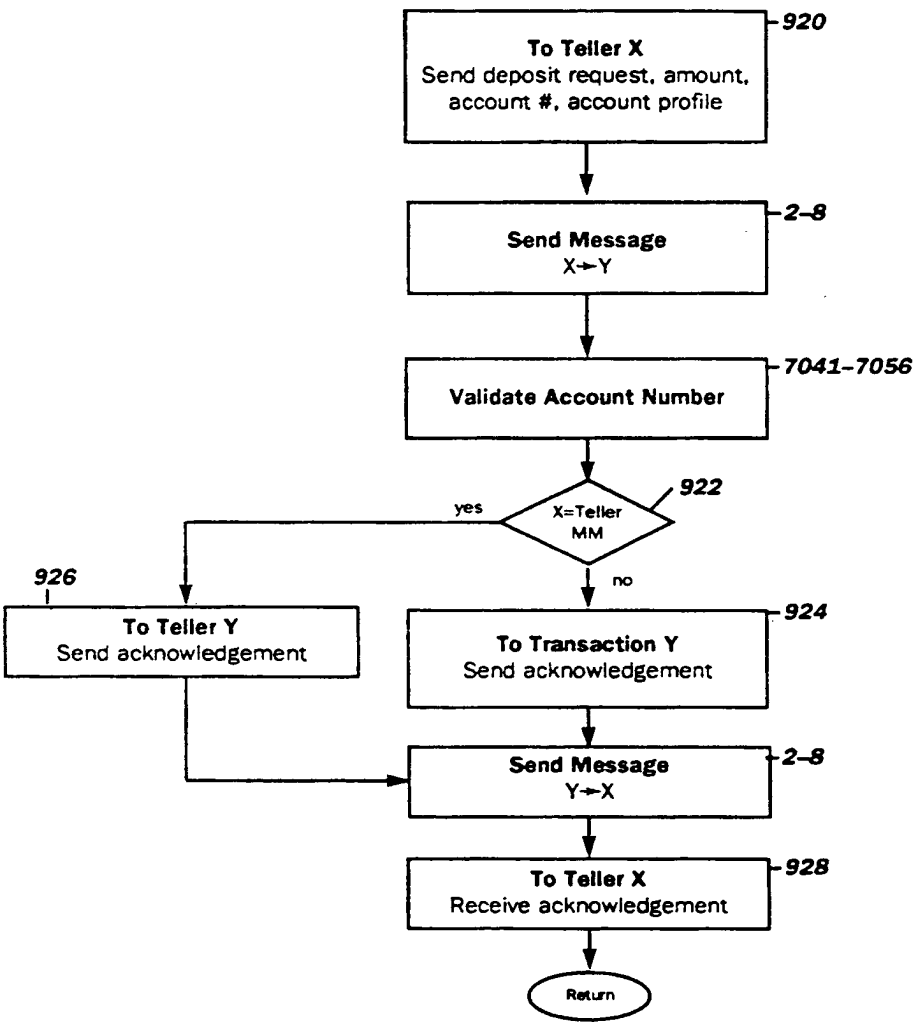 920
To Teller X
Send deposit request, amount,
account #, account profile
2–8
Send Message
X→Y
7041–7056
Validate Account Number
922
X=Teller
MM
yes
no
926
To Teller Y
Send acknowledgement
924
To Transaction Y
Send acknowledgement
2–8
Send Message
Y→X
928
To Teller X
Receive acknowledgement
Return